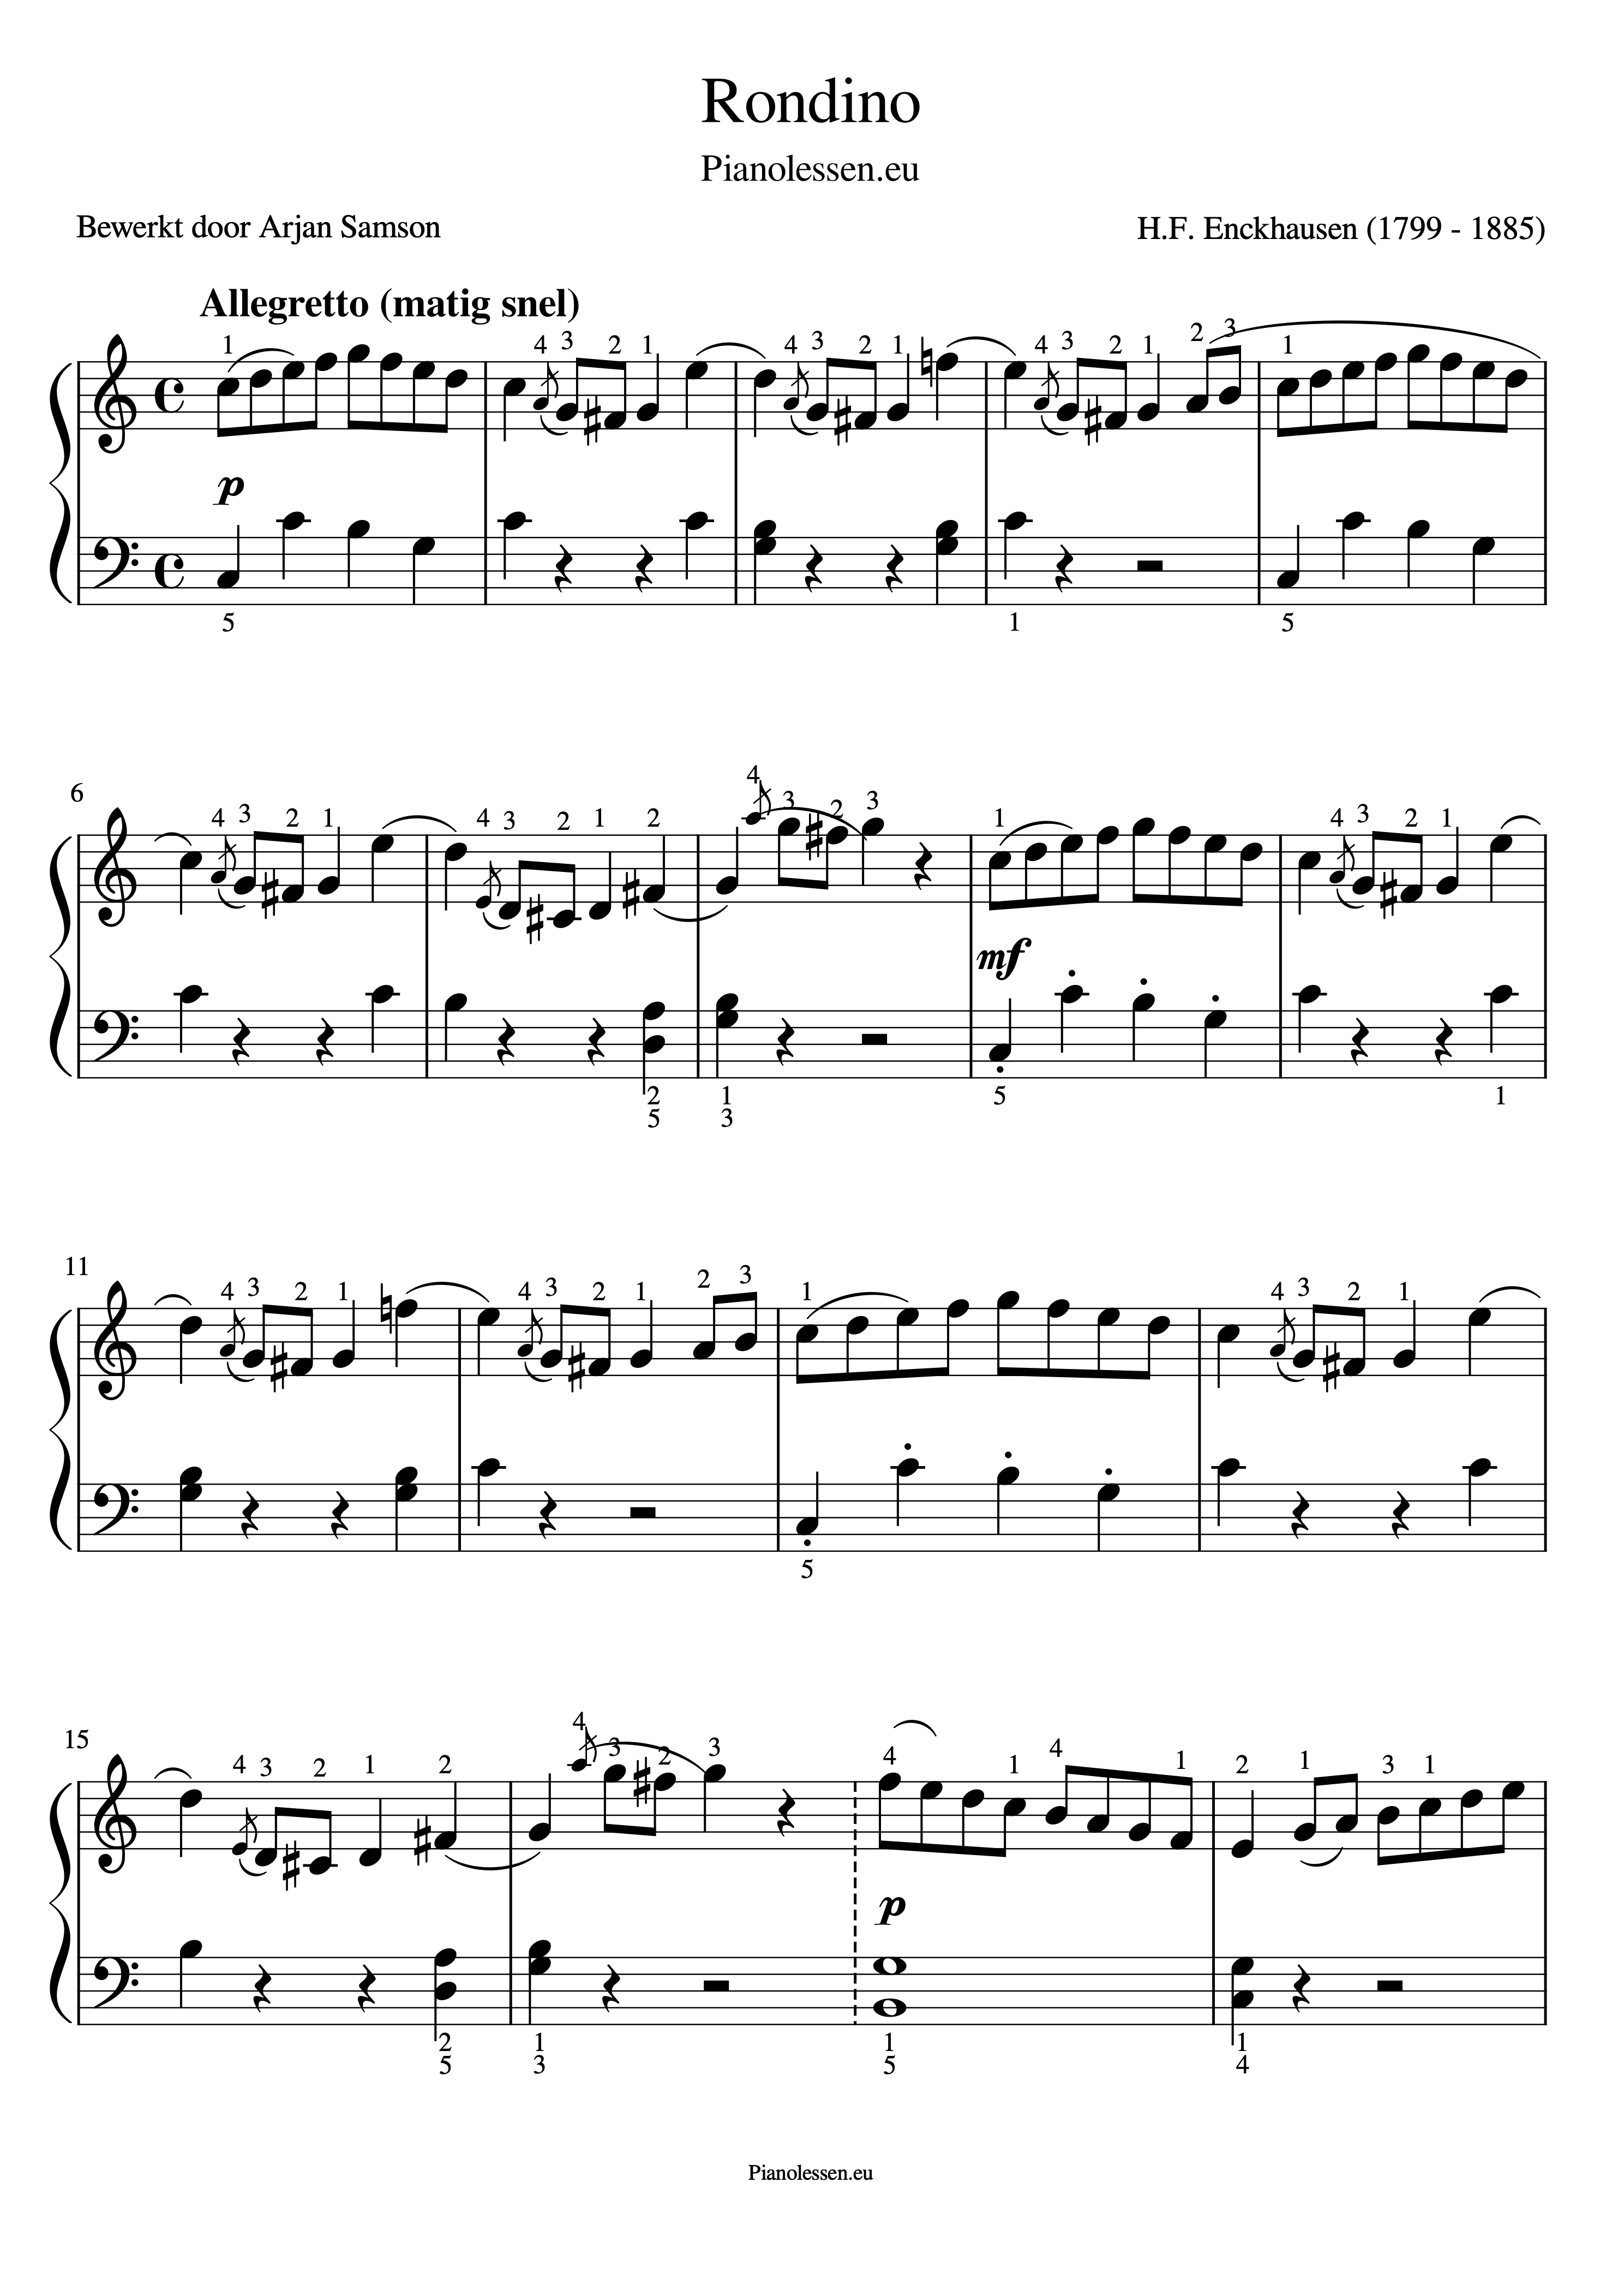 Rondino
Pianolessen.eu
Bewerkt door Arjan Samson
H.F. Enckhausen (1799 - 1885)
Allegretto (matig snel)
1 4 3 2 1 4 3 2 1 4 3 2 1 2 3 1
p
5 1 5
6
4 3 2 1 4 3 2 1 2 4 3 2 3 1 4 3 2 1
mf
2 1 5 1
5 3
11
4 3 2 1 4 3 2 1 2 3 1 4 3 2 1
5
15
4 3 2 1 2 4 3 2 3 4 1 4 1 2 1 3 1
p
2 1 1 1
5 3 5 4
Pianolessen.eu